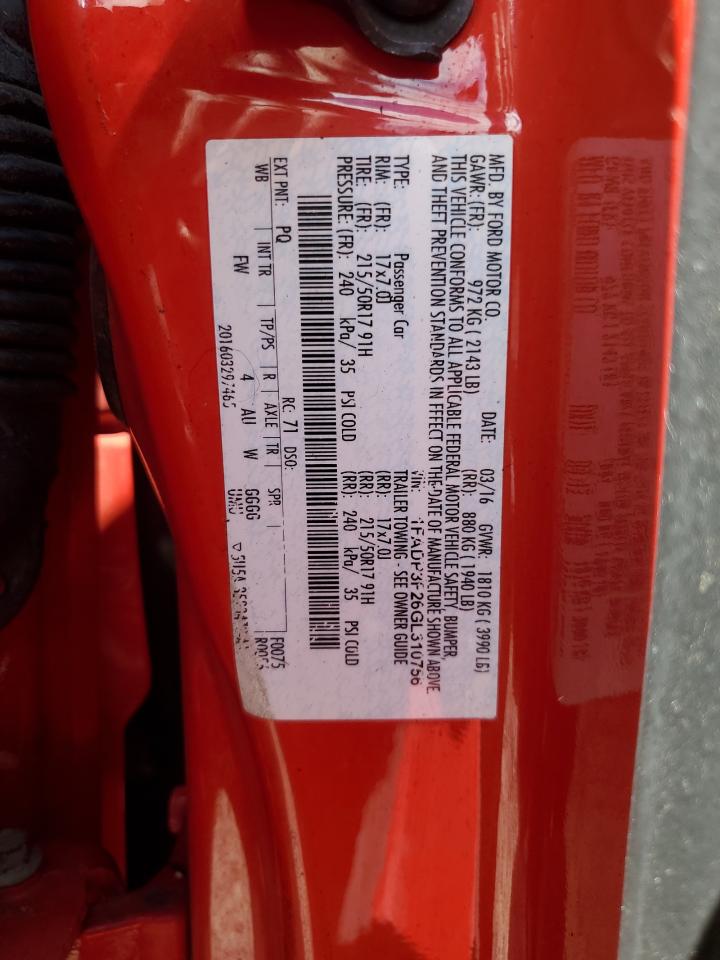 MFD. BY FORD MOTOR CO.
DATE: 03/16 GVWR: 1810 KG ( 3990 LB)
GAWR: (FR): 972 KG ( 2143 LB) (RR): 880 KG ( 1940 LB)
THIS VEHICLE CONFORMS TO ALL APPLICABLE FEDERAL MOTOR VEHICLE SAFETY, BUMPER,
AND THEFT PREVENTION STANDARDS IN EFFECT ON THE DATE OF MANUFACTURE SHOWN ABOVE.
VIN: 1FADP3F26GL310756
TYPE: Passenger Car TRAILER TOWING - SEE OWNER GUIDE
RIM: (FR): 17x7.0J (RR): 17x7.0J
TIRE: (FR): 215/50R17 91H (RR): 215/50R17 91H
PRESSURE: (FR): 240 kPa/ 35 PSI COLD (RR): 240 kPa/ 35 PSI COLD
EXT PNT: PQ RC: 71 DSO: F0075
WB INT TR TP/PS R AXLE TR SPR
FW 4 AU W GGGG